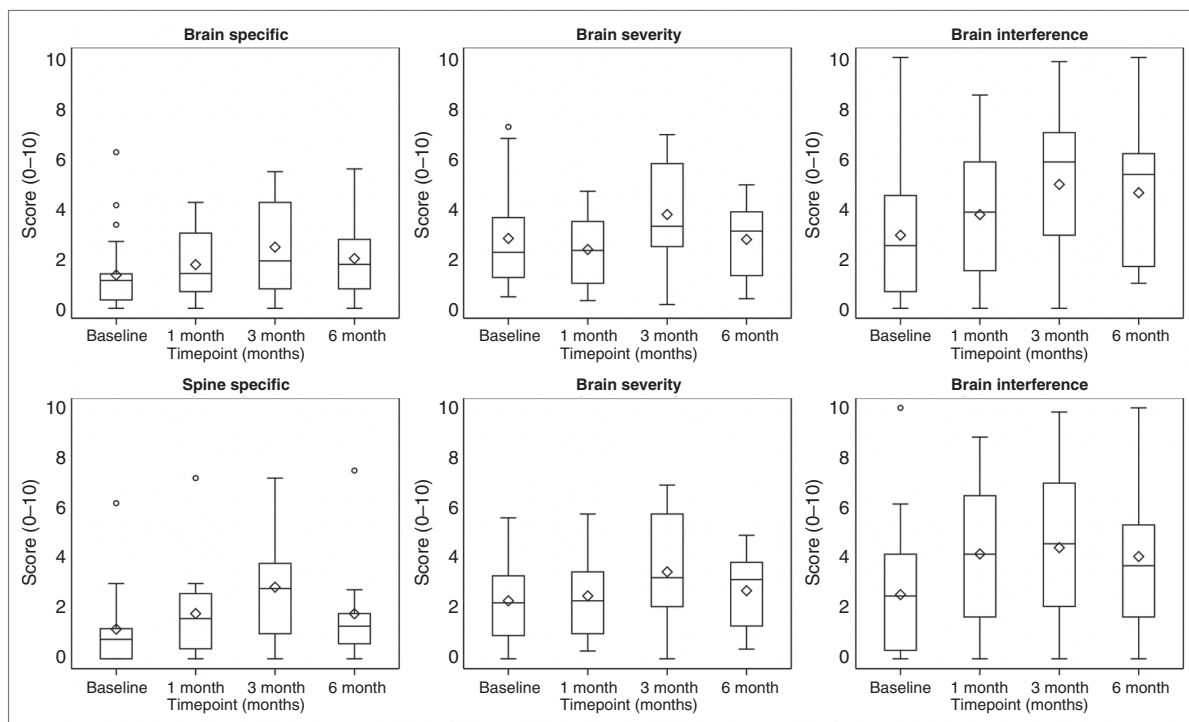 Brain specific
Score (0–10)
10
8
6
4
2
0
Baseline 1 month 3 month 6 month
Timepoint (months)
Brain severity
Score (0–10)
10
8
6
4
2
0
Baseline 1 month 3 month 6 month
Timepoint (months)
Brain interference
Score (0–10)
10
8
6
4
2
0
Baseline 1 month 3 month 6 month
Timepoint (months)
Spine specific
Score (0–10)
10
8
6
4
2
0
Baseline 1 month 3 month 6 month
Timepoint (months)
Brain severity
Score (0–10)
10
8
6
4
2
0
Baseline 1 month 3 month 6 month
Timepoint (months)
Brain interference
Score (0–10)
10
8
6
4
2
0
Baseline 1 month 3 month 6 month
Timepoint (months)